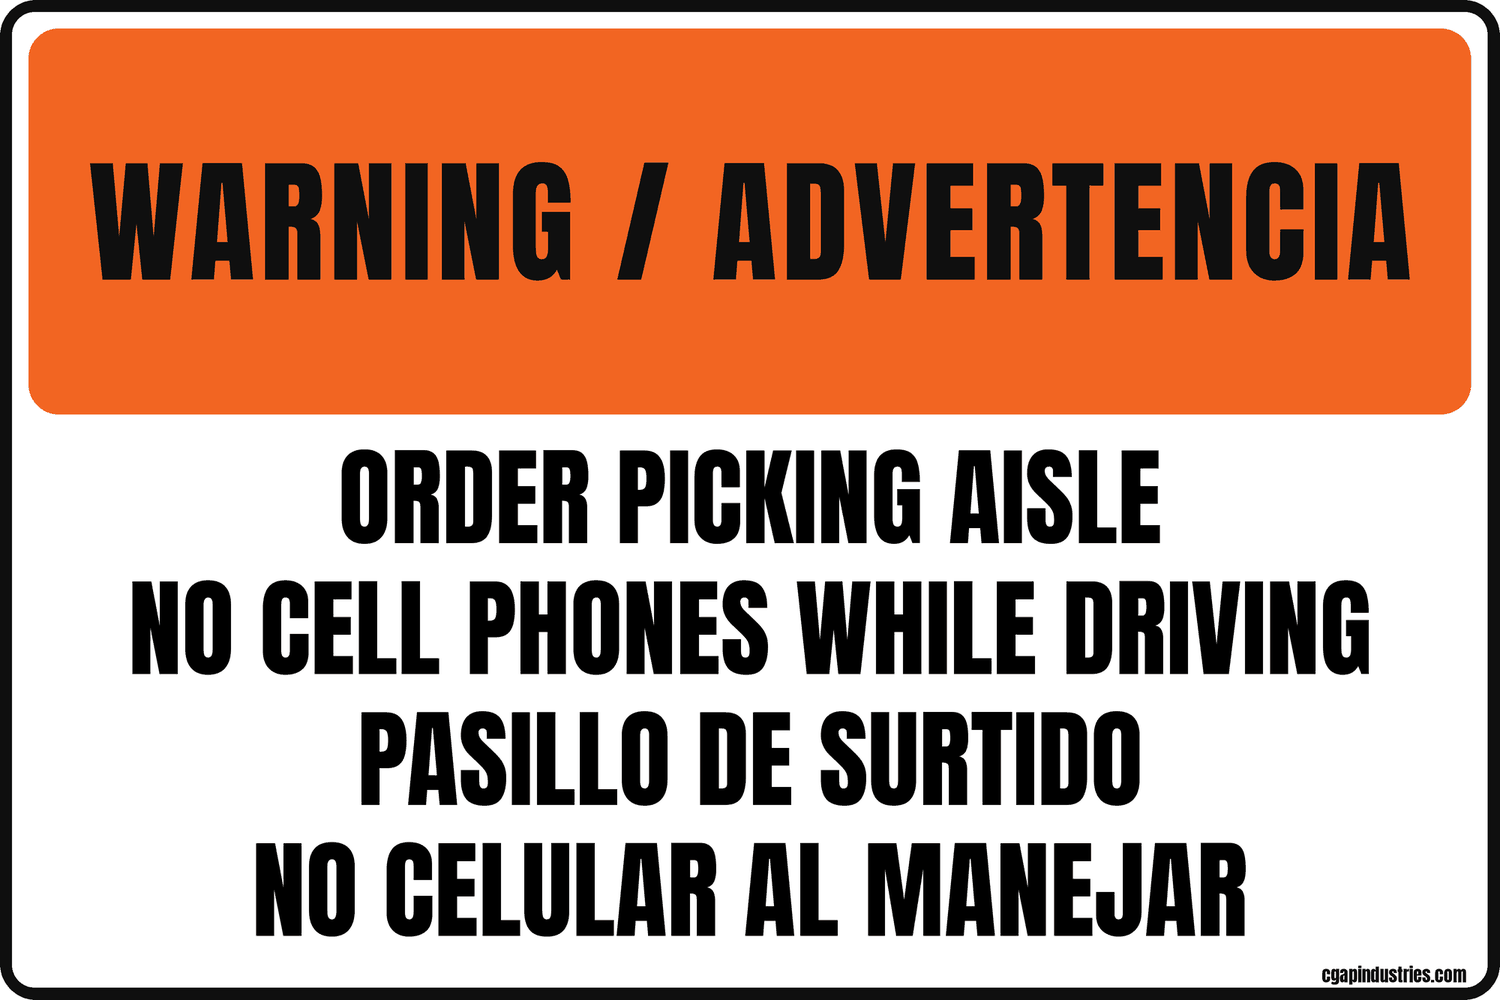 WARNING / ADVERTENCIA
ORDER PICKING AISLE
NO CELL PHONES WHILE DRIVING
PASILLO DE SURTIDO
NO CELULAR AL MANEJAR
cgapindustries.com